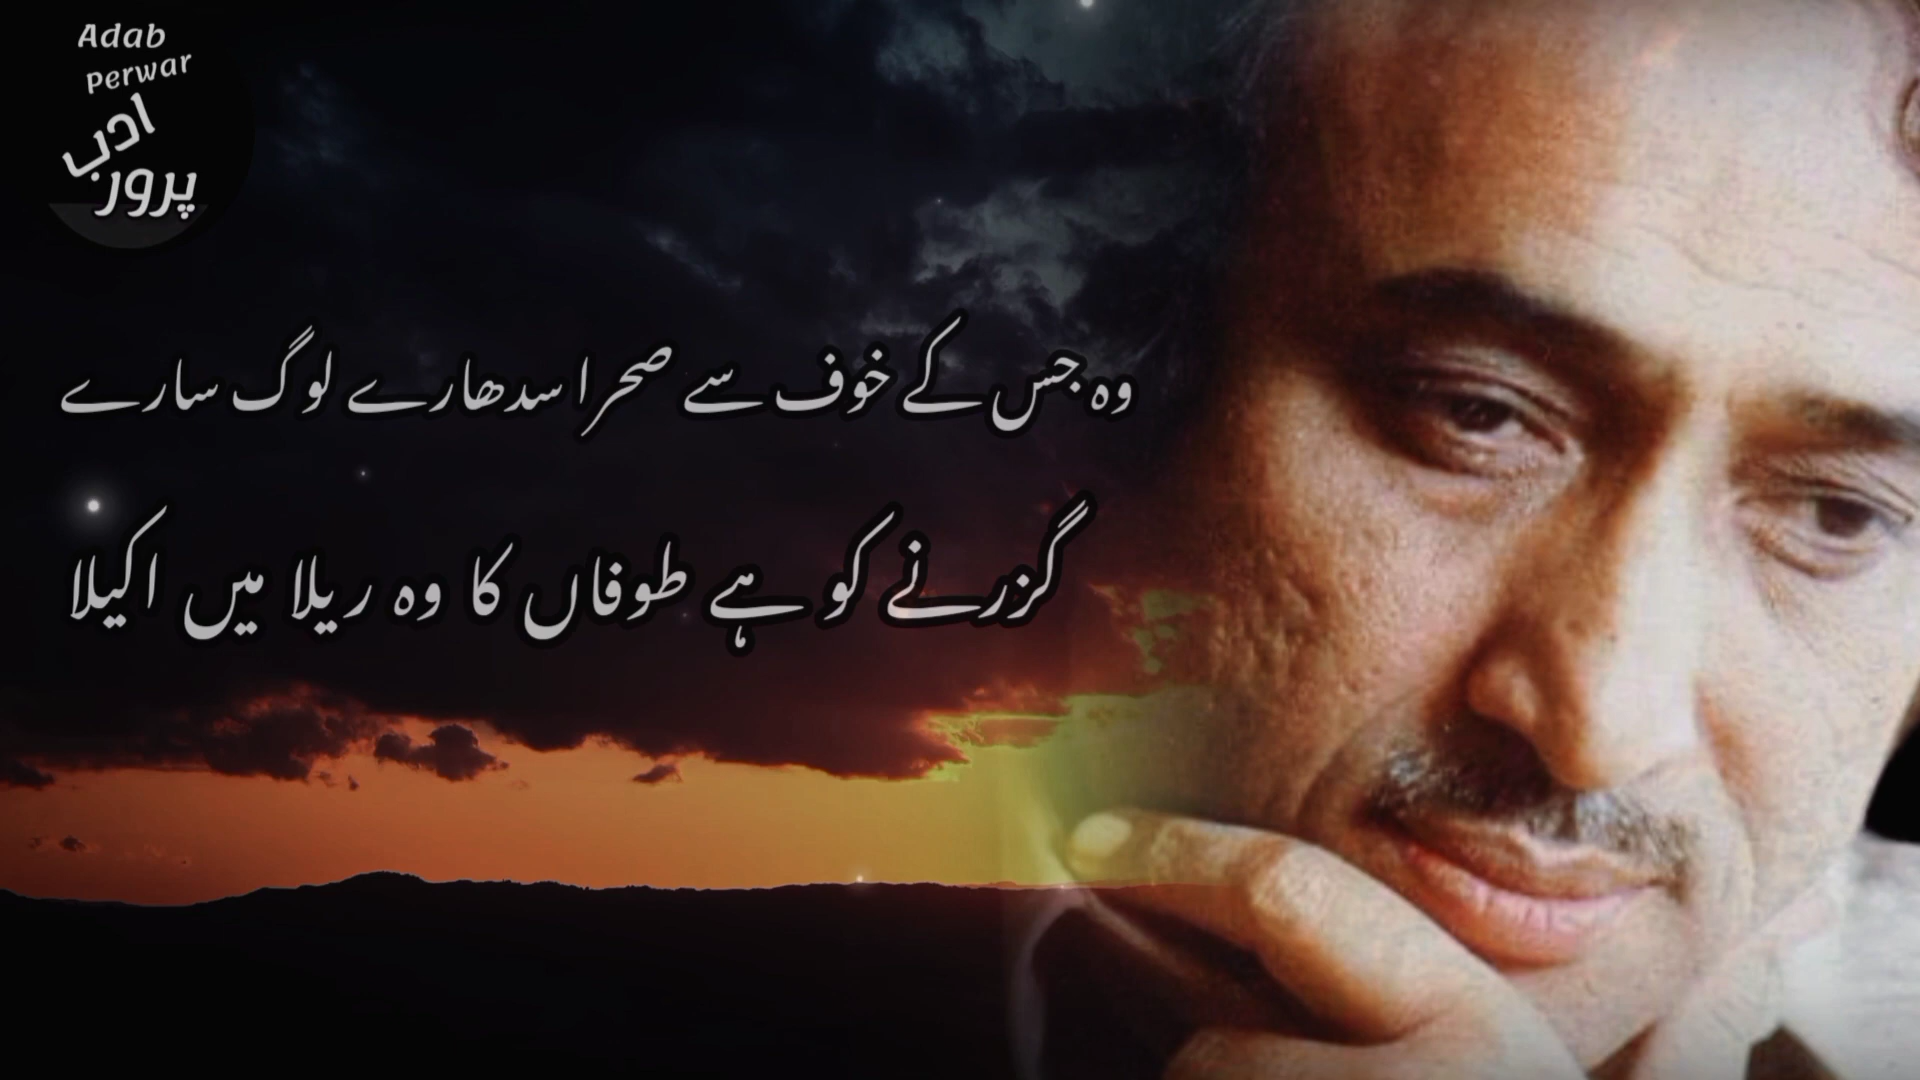 Adab
perwar
ادب
پرور
وہ جس کے خوف سے صحرا سدھارے لوگ سارے
گزرنے کو ہے طوفاں کا وہ ریلا میں اکیلا